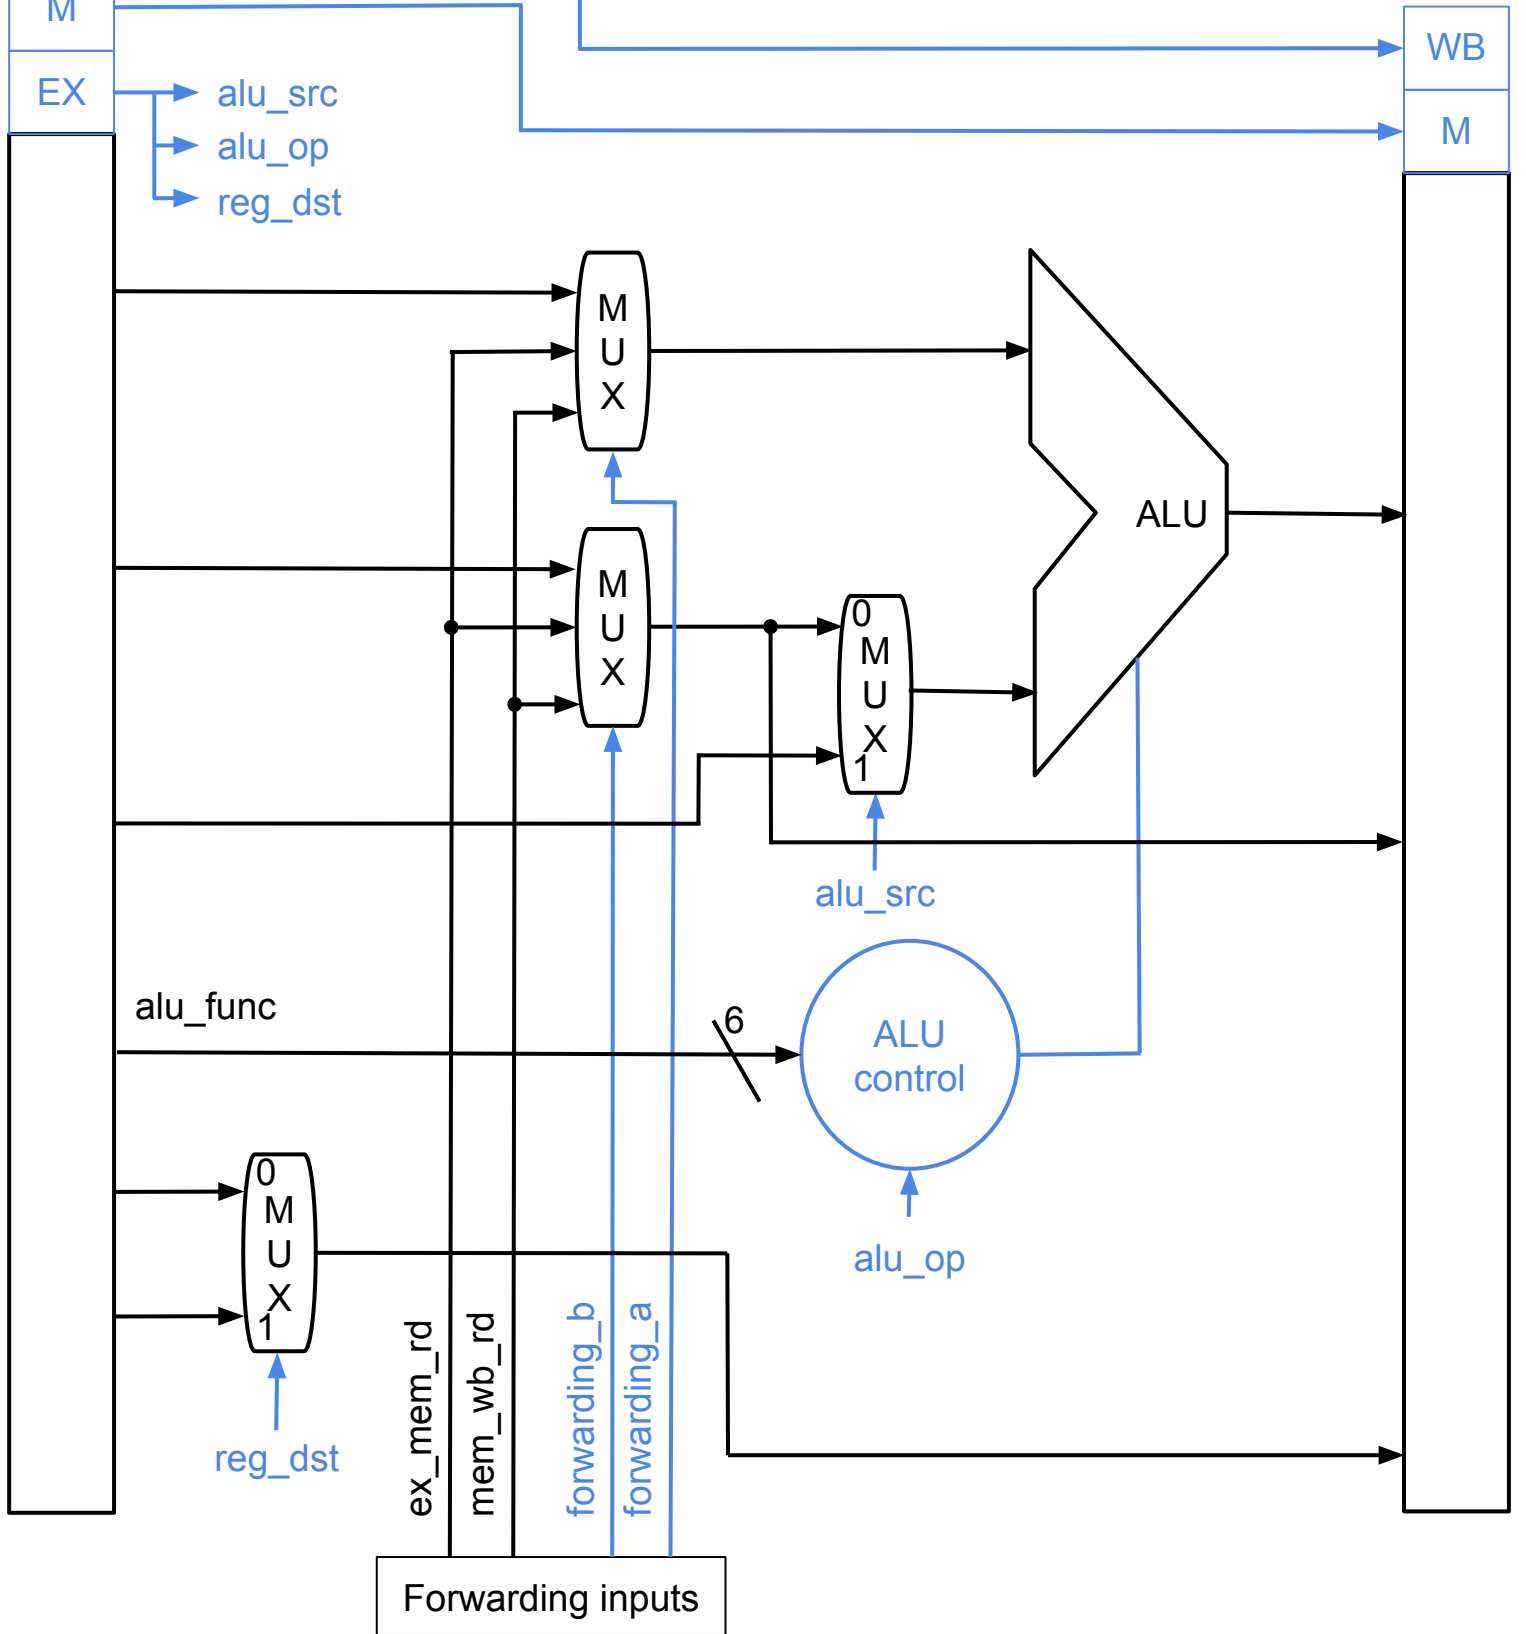 M
WB
EX
alu_src
alu_op
M
reg_dst
M
U
X
ALU
M
U
X
0
M
U
X
1
alu_src
alu_func
6
ALU
control
0
M
U
X
1
alu_op
reg_dst
ex_mem_rd
mem_wb_rd
forwarding_b
forwarding_a
Forwarding inputs